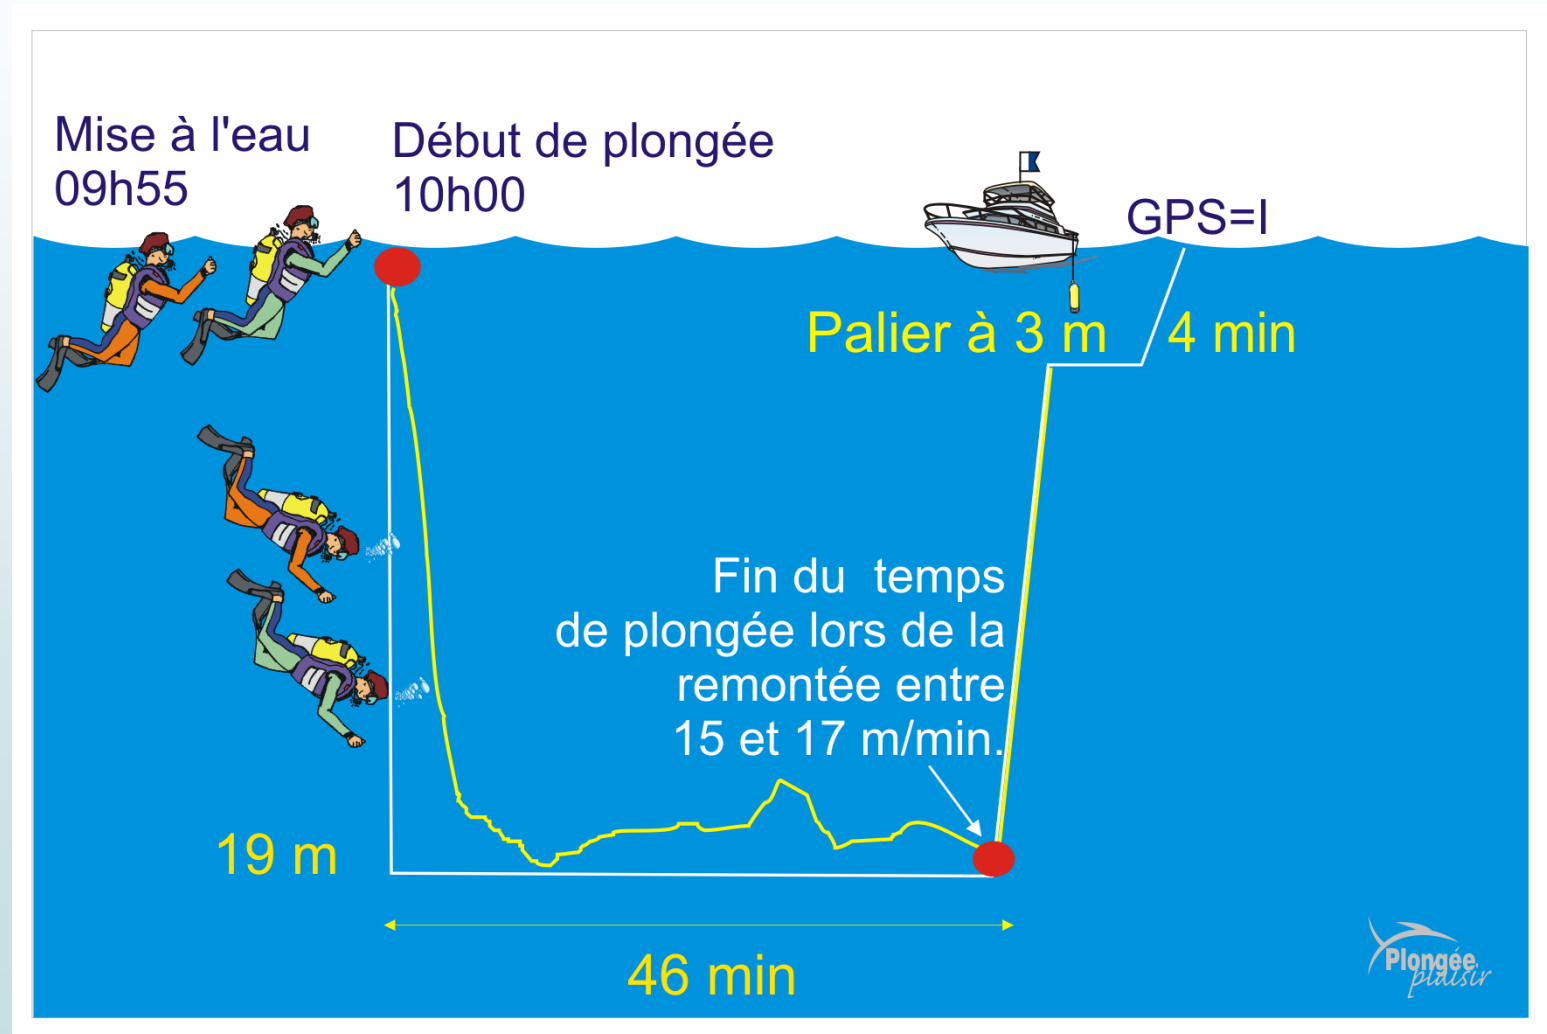 Mise à l'eau
09h55
Début de plongée
10h00
GPS=I
Palier à 3 m
4 min
Fin du temps
de plongée lors de la
remontée entre
15 et 17 m/min.
19 m
46 min
Plongée
plaisir